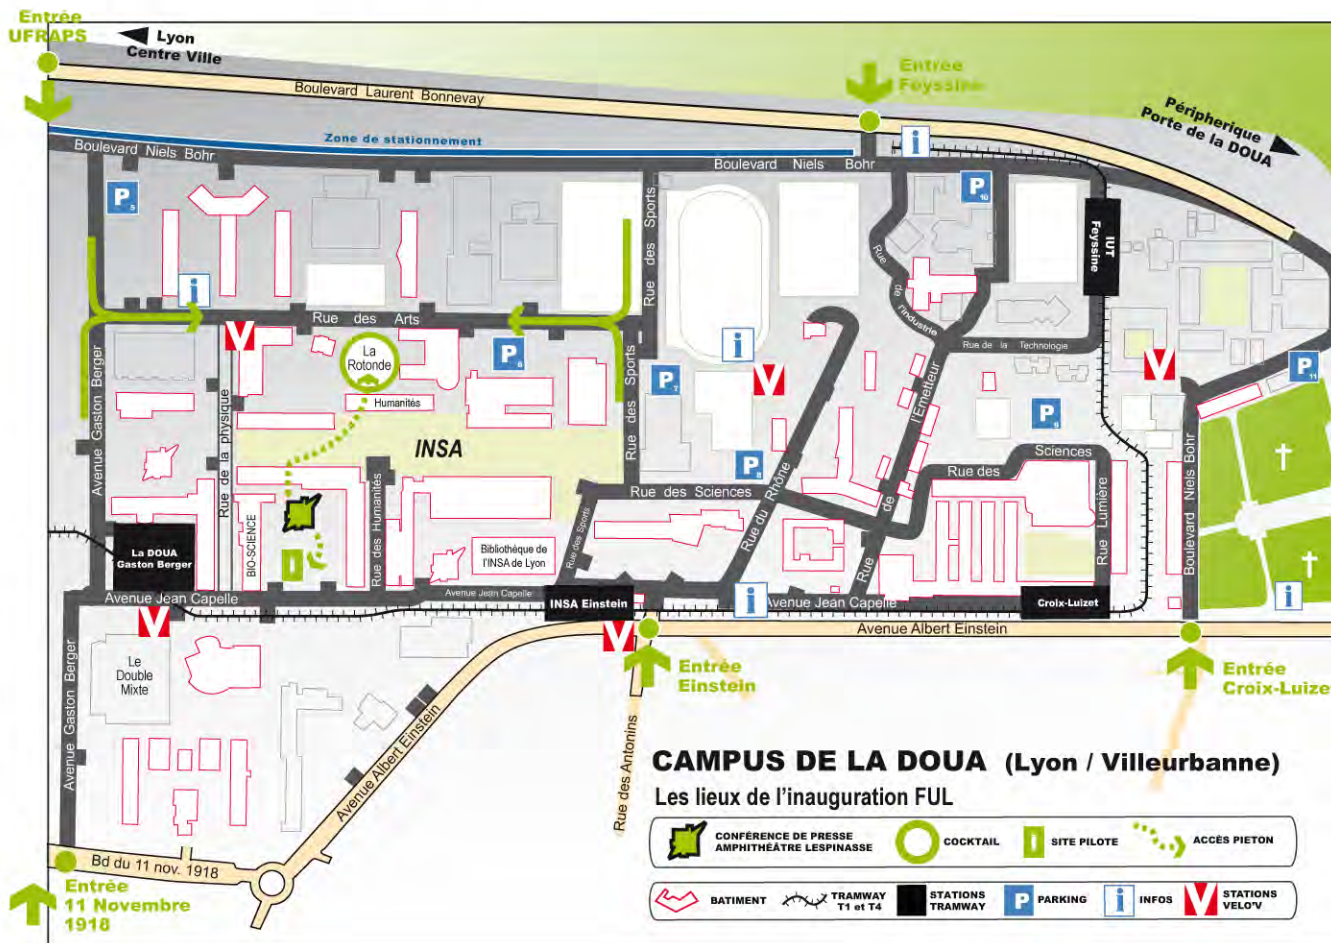 Entrée
UFRAPS
Lyon
Centre Ville
Boulevard Laurent Bonnevay
Entrée
Feyssine
Péripherique
Porte de la DOUA
Zone de stationnement
Boulevard Niels Bohr
Boulevard Niels Bohr
i
P5
P10
IUT
Feyssine
Rue des Sports
Rue de l'industrie
i
Rue des Arts
V
La
Rotonde
P6
i
V
P7
Rue de la Technologie
V
P11
Avenue Gaston Berger
Rue de la physique
Humanités
INSA
Rue des Sports
l'Emetteur
P9
P8
Sciences
Rue des
Rue des Sciences
Rue du Rhône
Rue de
Rue Lumière
Boulevard Niels Bohr
BIO-SCIENCE
Rue des Humanités
Rue des Sports
Bibliothèque de
l'INSA de Lyon
La DOUA
Gaston Berger
Avenue Jean Capelle
Avenue Jean Capelle
INSA Einstein
i
Avenue Jean Capelle
Croix-Luizet
i
V
V
Avenue Albert Einstein
Le
Double
Mixte
Avenue Gaston Berger
Entrée
Einstein
Entrée
Croix-Luize
Avenue Albert Einstein
Rue des Antonins
Bd du 11 nov. 1918
Entrée
11 Novembre
1918
CAMPUS DE LA DOUA (Lyon / Villeurbanne)
Les lieux de l'inauguration FUL
CONFÉRENCE DE PRESSE
AMPHITHÉÂTRE LESPINASSE
COCKTAIL
SITE PILOTE
ACCÈS PIETON
BATIMENT
TRAMWAY
T1 et T4
STATIONS
TRAMWAY
P PARKING
i INFOS
V STATIONS
VELO'V